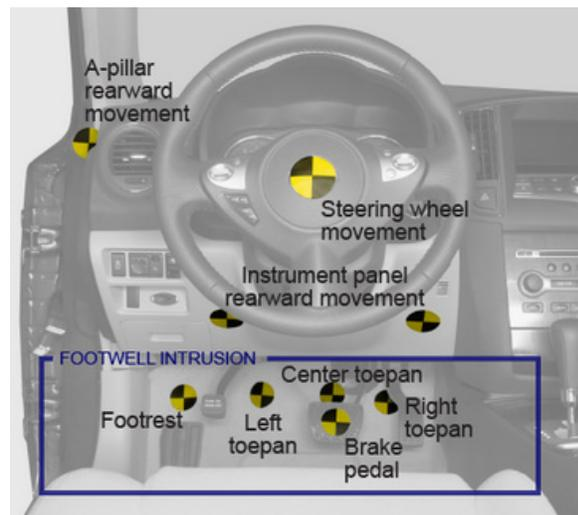 A-pillar
rearward
movement
Steering wheel
movement
Instrument panel
rearward movement
FOOTWELL INTRUSION
Center toepan
Footrest
Left
toepan
Brake
pedal
Right
toepan